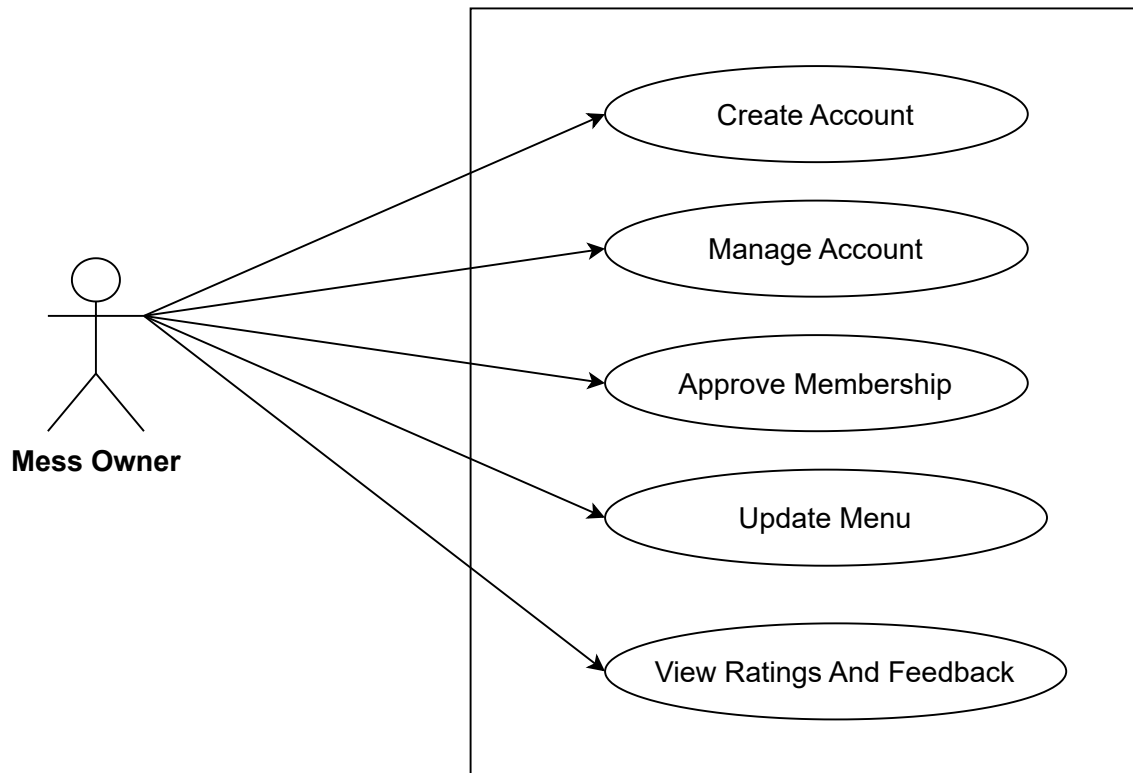 Create Account
Manage Account
Approve Membership
Mess Owner
Update Menu
View Ratings And Feedback